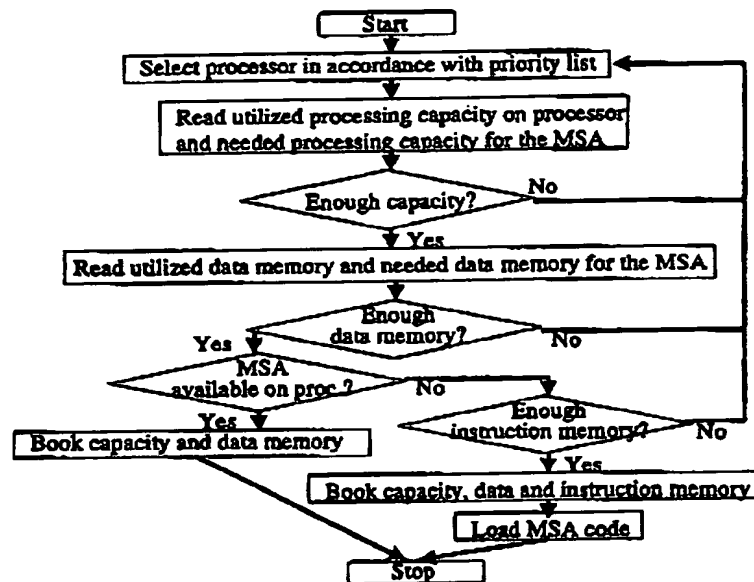 Start
Select processor in accordance with priority list
Read utilized processing capacity on processor
and needed processing capacity for the MSA
Enough capacity?
No
Yes
Read utilized data memory and needed data memory for the MSA
Enough
data memory?
Yes
No
MSA
available on proc.?
No
Enough
instruction memory?
No
Yes
Book capacity and data memory
Yes
Book capacity, data and instruction memory
Load MSA code
Stop